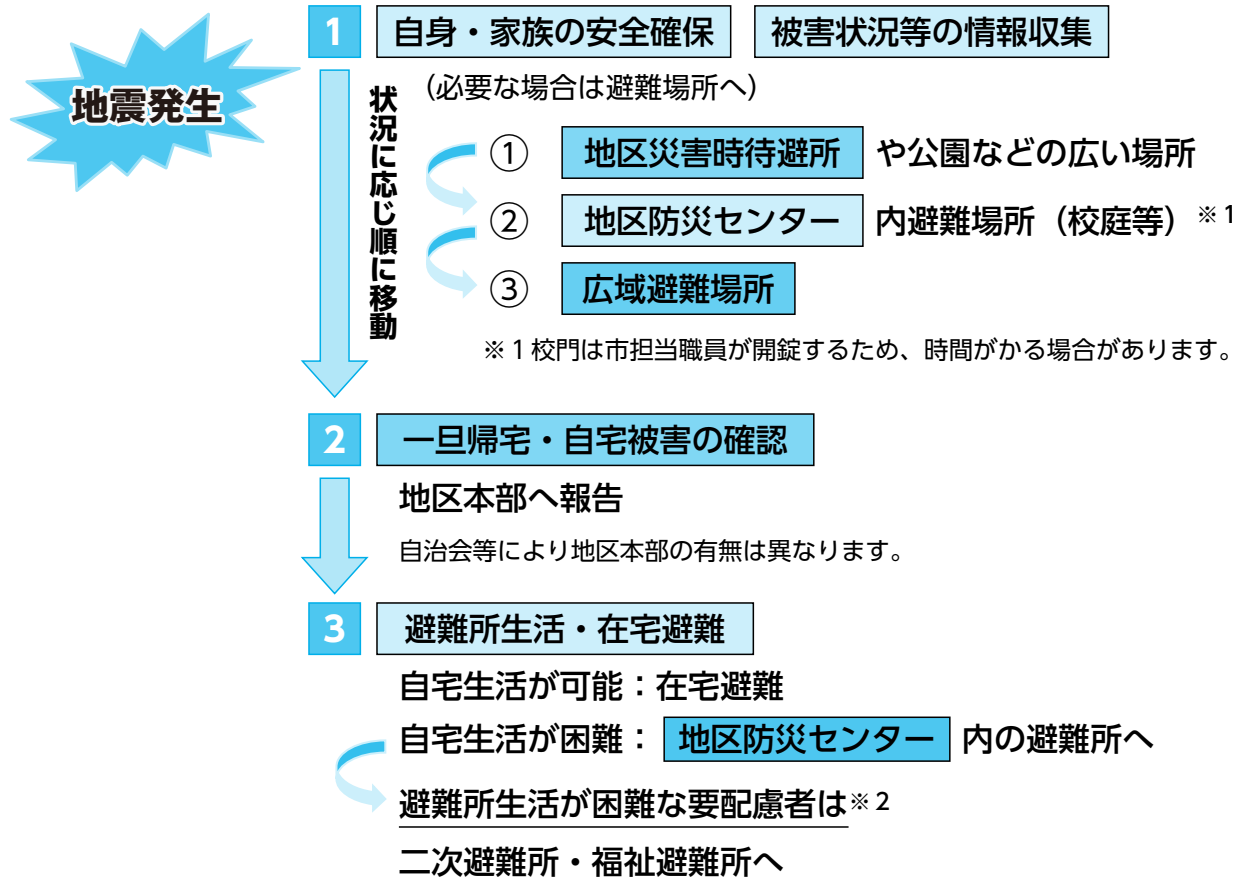 地震発生
1 自身・家族の安全確保 被害状況等の情報収集
（必要な場合は避難場所へ）
状況に応じ順に移動
① 地区災害時待避所 や公園などの広い場所
② 地区防災センター 内避難場所（校庭等）※1
③ 広域避難場所
※1校門は市担当職員が開錠するため、時間がかる場合があります。
2 一旦帰宅・自宅被害の確認
地区本部へ報告
自治会等により地区本部の有無は異なります。
3 避難所生活・在宅避難
自宅生活が可能：在宅避難
自宅生活が困難： 地区防災センター 内の避難所へ
避難所生活が困難な要配慮者は※2
二次避難所・福祉避難所へ